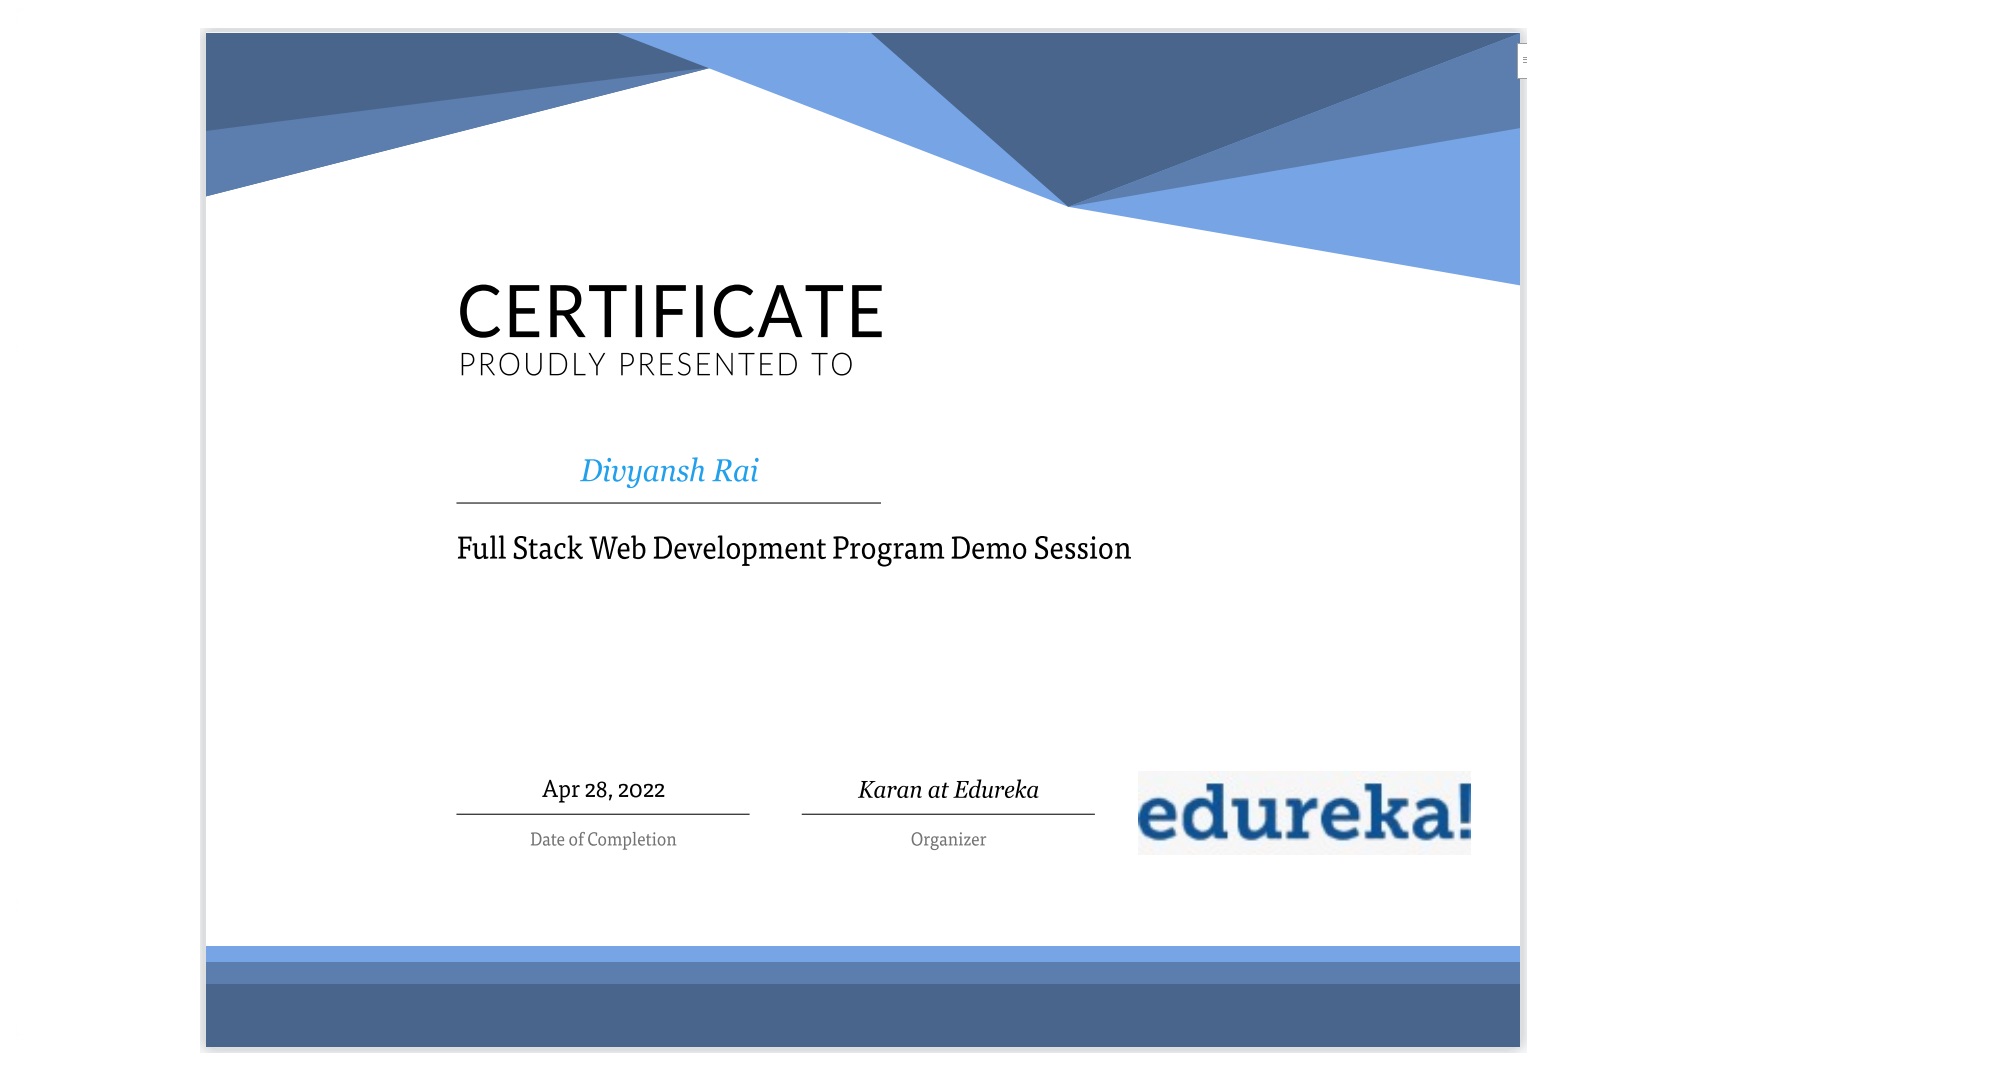 CERTIFICATE
PROUDLY PRESENTED TO
Divyansh Rai
Full Stack Web Development Program Demo Session
Apr 28, 2022
Karan at Edureka
Date of Completion
Organizer
edureka!